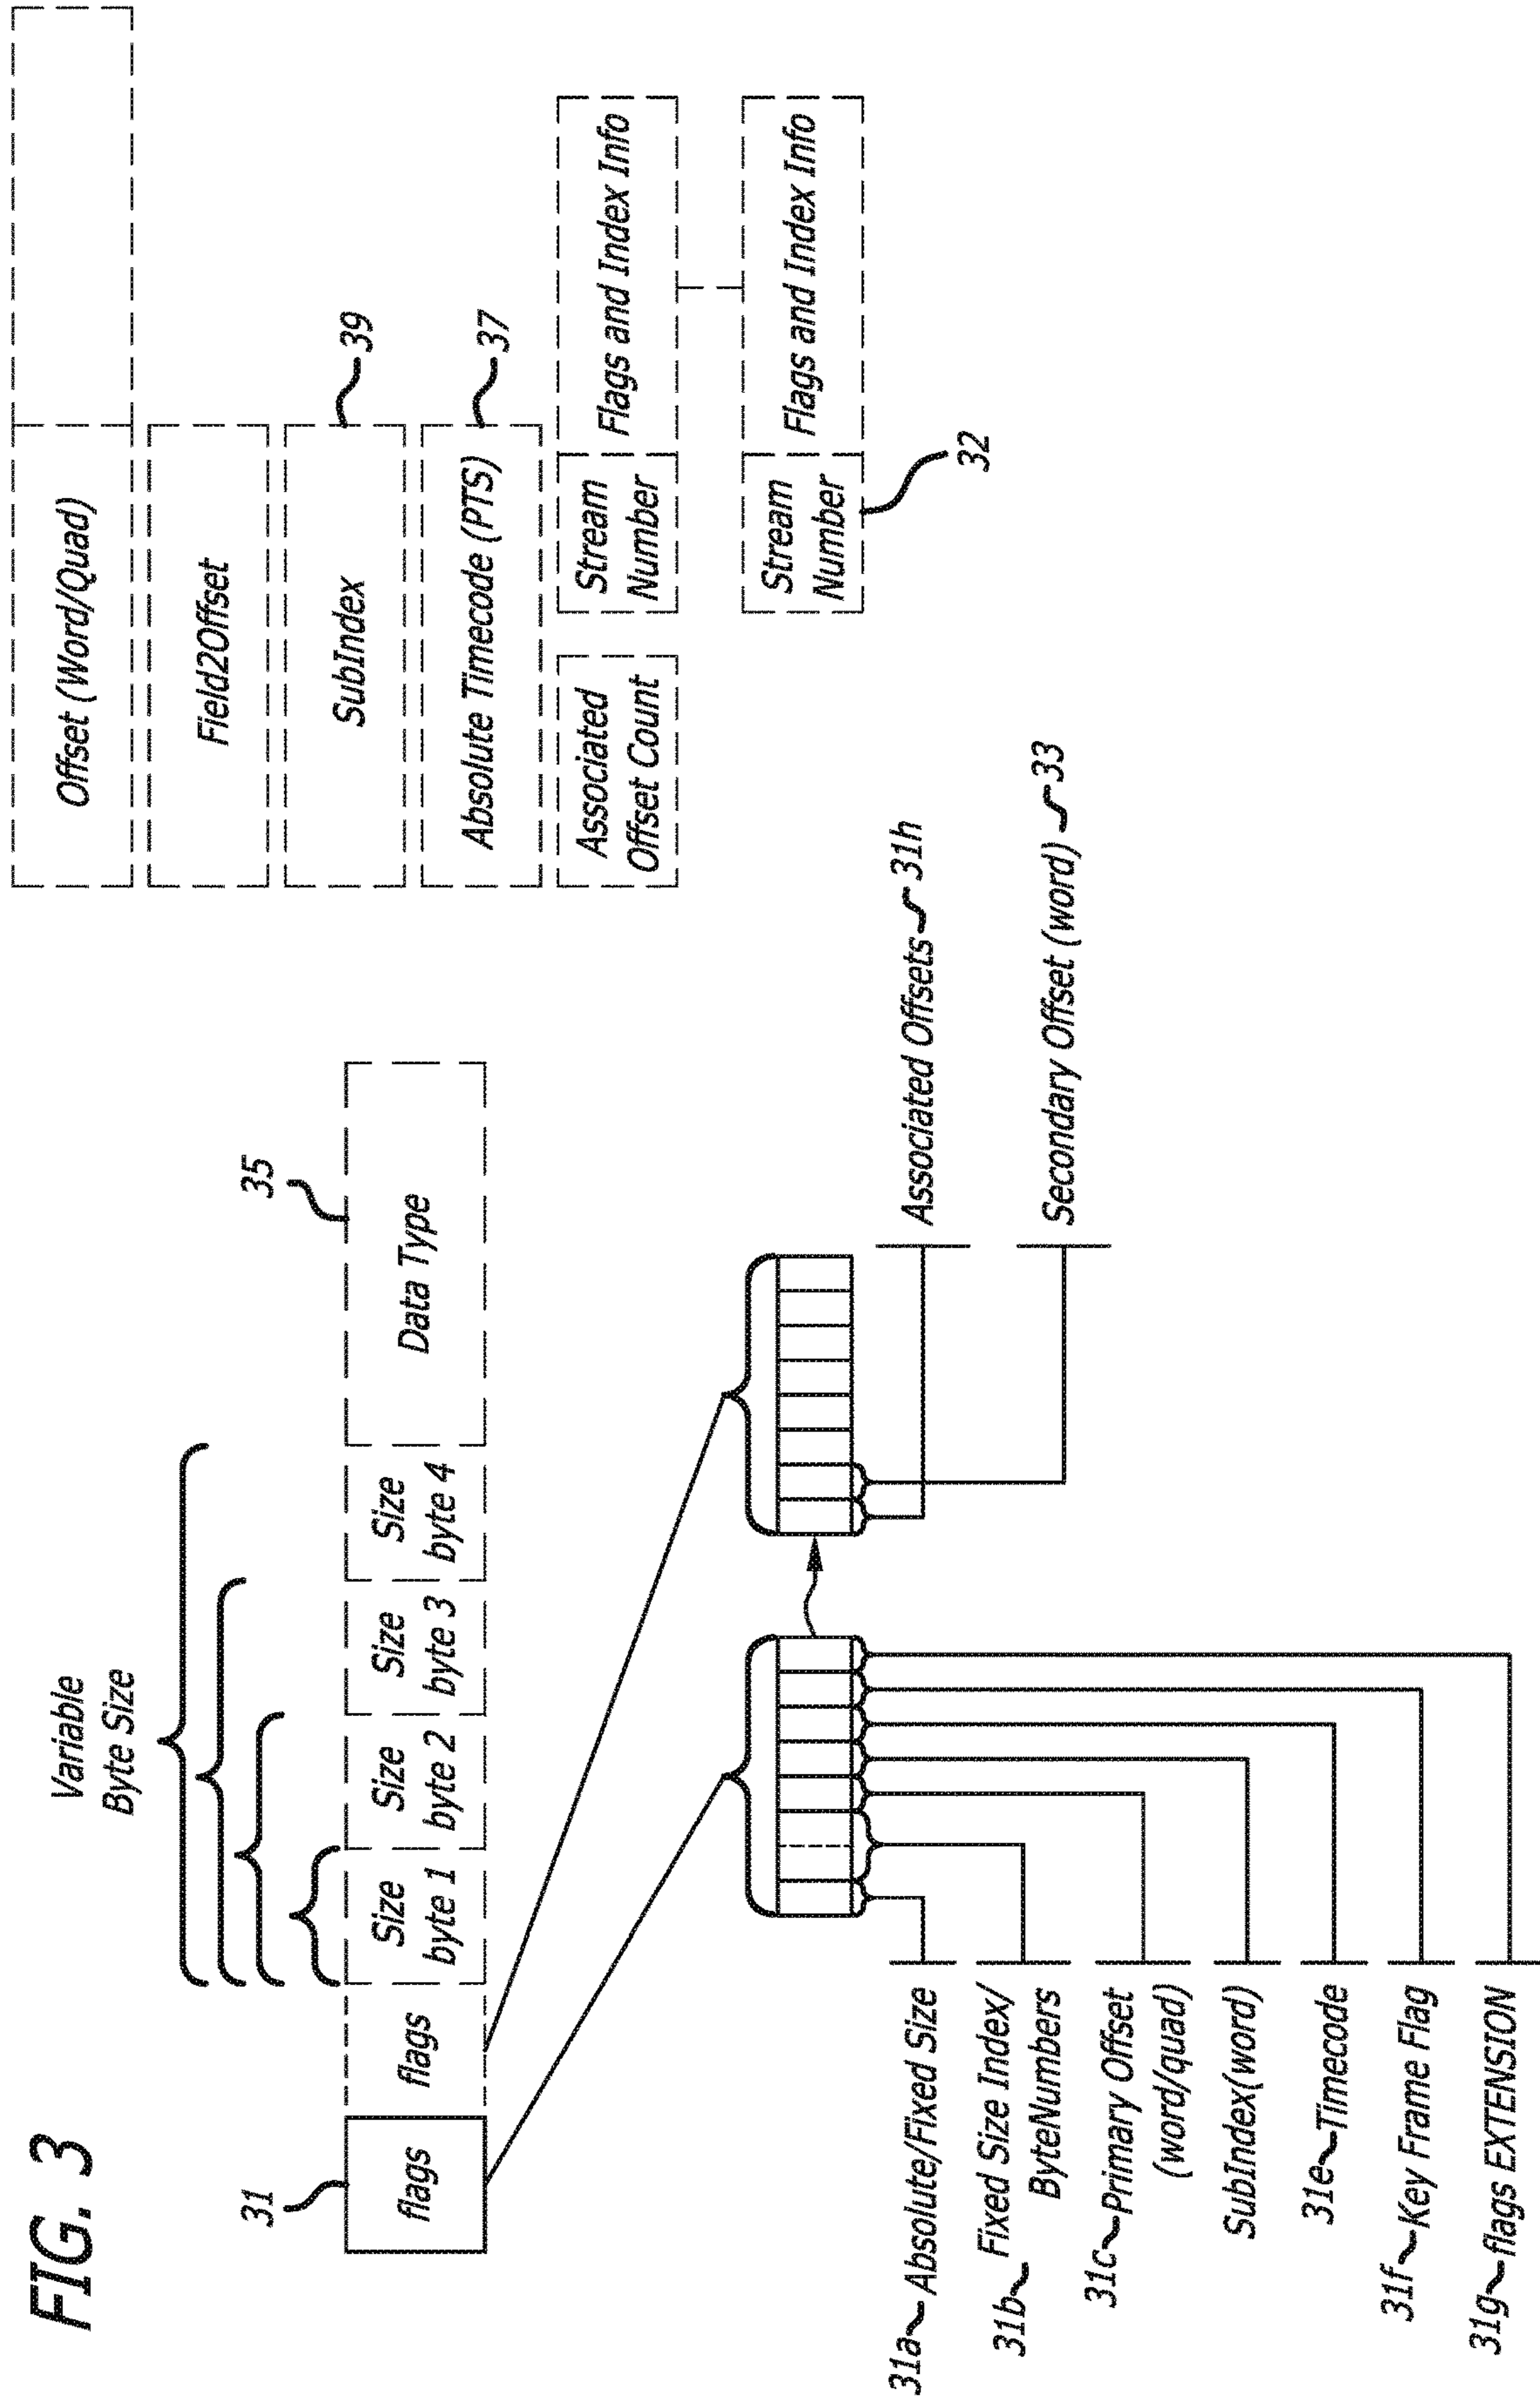 FIG. 3
Variable
Byte Size
31
flags
flags
Size
byte 1
Size
byte 2
Size
byte 3
Size
byte 4
Data Type
35
31a
Absolute/Fixed Size
31b
Fixed Size Index/
ByteNumbers
31c
Primary Offset
(word/quad)
SubIndex(word)
31e
Timecode
31f
Key Frame Flag
31g
flags EXTENSION
Associated Offsets
31h
Secondary Offset (word)
33
Offset (Word/Quad)
Field2Offset
SubIndex
39
Absolute Timecode (PTS)
37
Associated
Offset Count
Stream
Number
Flags and Index Info
Stream
Number
Flags and Index Info
32